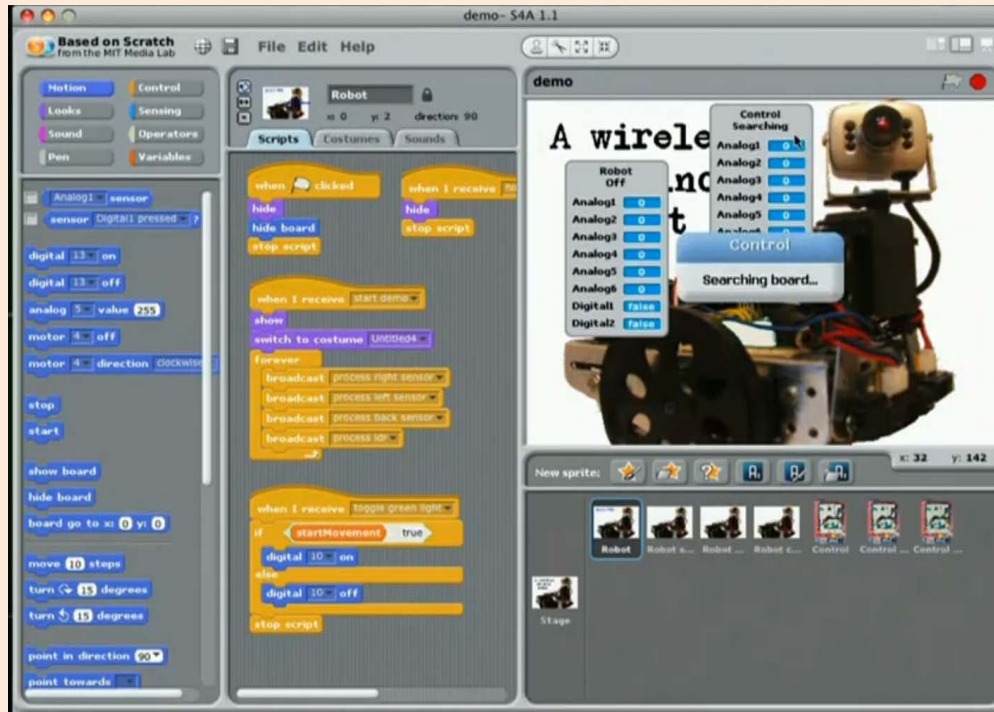 demo- S4A 1.1
Based on Scratch
from the MIT Media Lab
File Edit Help
Motion
Control
Looks
Sensing
Sound
Operators
Pen
Variables
Analog1 sensor
sensor Digital1 pressed ?
digital 13 on
digital 13 off
analog 5 value 255
motor 4 off
motor 4 direction clockwise
stop
start
show board
hide board
board go to x: 0 y: 0
move 10 steps
turn 15 degrees
turn 15 degrees
point in direction 90
point towards
Robot
x: 0 y: 2 direction: 90
Scripts Costumes Sounds
when clicked
hide
hide board
stop script
when I receive
hide
stop script
when I receive start demo
show
switch to costume Untitled4
forever
broadcast process right sensor
broadcast process left sensor
broadcast process back sensor
broadcast process ldr
when I receive toggle green light
if startMovement true
digital 10 on
else
digital 10 off
stop script
demo
A wirele
Robot
Off
Analog1 0
Analog2 0
Analog3 0
Analog4 0
Analog5 0
Analog6 0
Digital1 false
Digital2 false
Control
Searching
Analog1 0
Analog2 0
Analog3 0
Analog4 0
Analog5 0
Control
Searching board...
x: 32 y: 142
New sprite:
Robot
Robot s...
Robot ...
Robot c...
Control
Control ...
Control ...
Stage